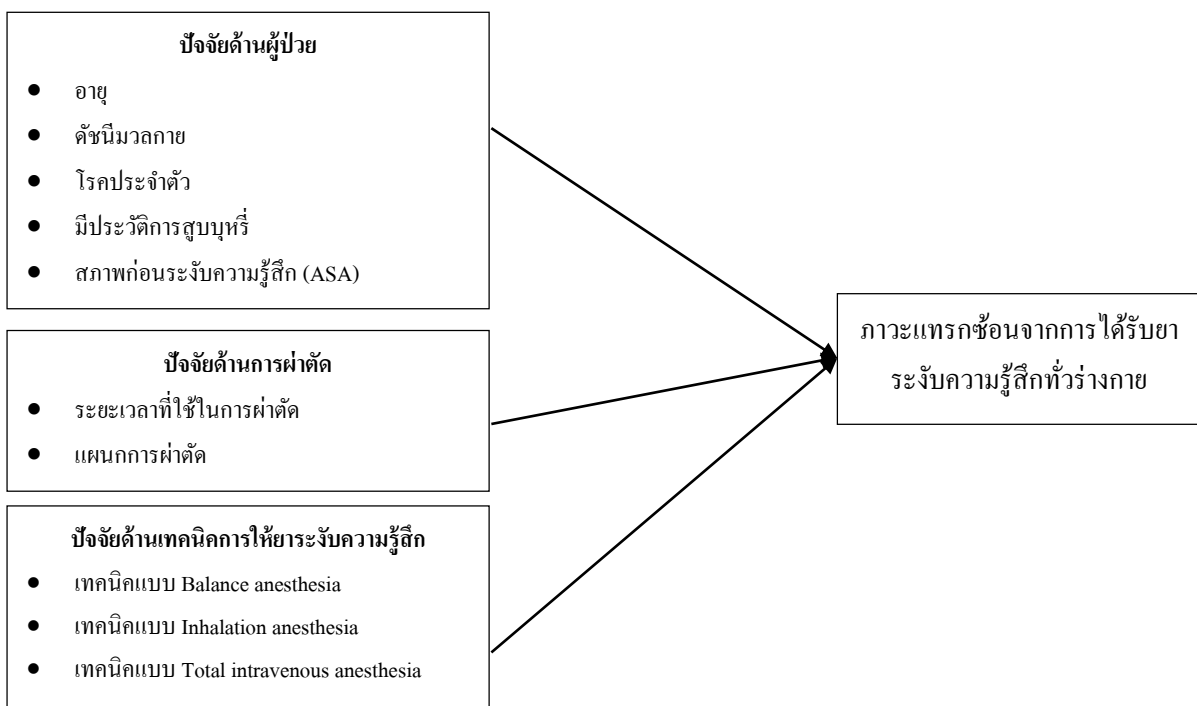 ปัจจัยด้านผู้ป่วย
● อายุ
● ดัชนีมวลกาย
● โรคประจำตัว
● มีประวัติการสูบบุหรี่
● สภาพก่อนระงับความรู้สึก (ASA)
ปัจจัยด้านการผ่าตัด
● ระยะเวลาที่ใช้ในการผ่าตัด
● แผนกการผ่าตัด
ปัจจัยด้านเทคนิคการให้ยาระงับความรู้สึก
● เทคนิคแบบ Balance anesthesia
● เทคนิคแบบ Inhalation anesthesia
● เทคนิคแบบ Total intravenous anesthesia
ภาวะแทรกซ้อนจากการได้รับยา
ระงับความรู้สึกทั่วร่างกาย